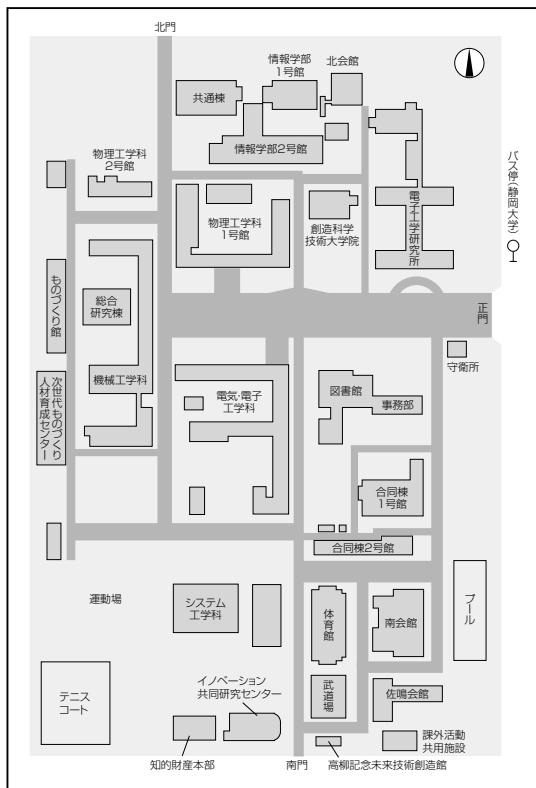 北門
情報学部
1号館
北会館
共通棟
情報学部2号館
物理工学科
2号館
バス停(静岡大学)
物理工学科
1号館
創造科学
技術大学院
電子工学研究所
ものづくり館
総合
研究棟
正門
守衛所
次世代ものづくり
人材育成センター
機械工学科
電気・電子
工学科
図書館
事務部
合同棟
1号館
合同棟2号館
運動場
システム
工学科
体育館
南会館
プール
テニス
コート
イノベーション
共同研究センター
武道場
佐鳴会館
課外活動
共用施設
知的財産本部
南門
高柳記念未来技術創造館